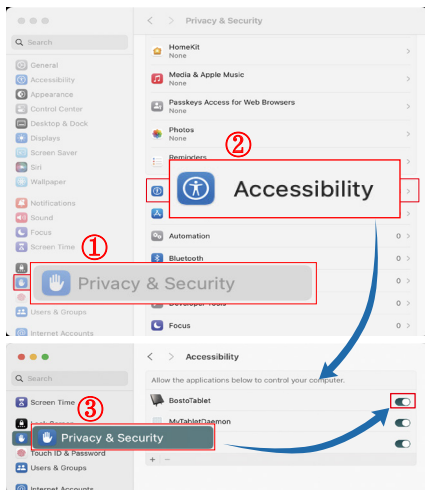 Privacy & Security
Search
General
Accessibility
Appearance
Control Center
Desktop & Dock
Displays
Screen Saver
Siri
Wallpaper
Notifications
Sound
Focus
Screen Time
Users & Groups
Internet Accounts
HomeKit
None
Media & Apple Music
None
Passkeys Access for Web Browsers
None
Photos
None
Reminders
②
Accessibility
Automation 0
Bluetooth 0
①
Privacy & Security
0
Developer Tools 0
Focus 0
Accessibility
Search
Screen Time
③
Lock Screen
Privacy & Security
Touch ID & Password
Users & Groups
Internet Accounts
Allow the applications below to control your computer.
BostoTablet
MyTabletDaemon
+ −